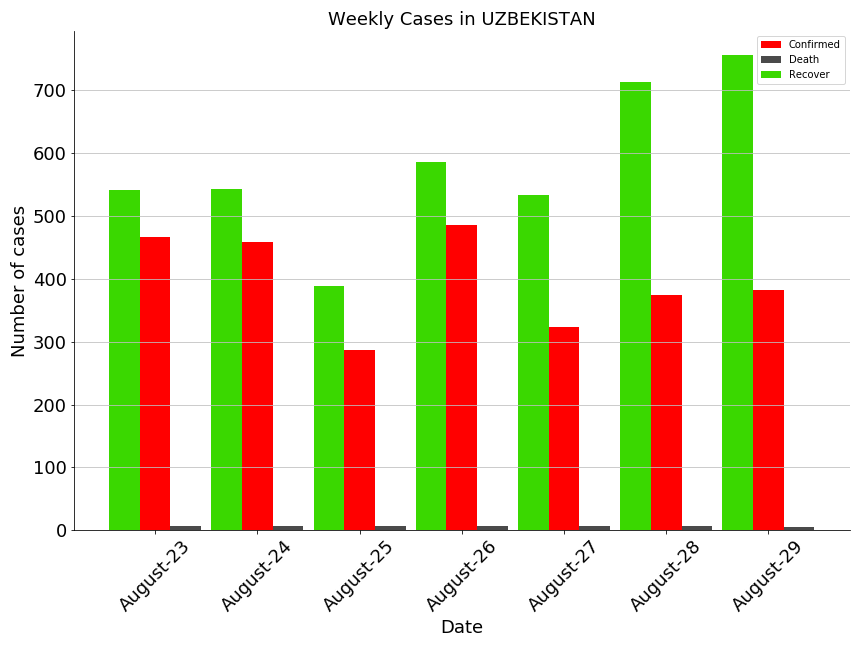 Weekly Cases in UZBEKISTAN
Confirmed
Death
Recover
Number of cases
700
600
500
400
300
200
100
0
August-23
August-24
August-25
August-26
August-27
August-28
August-29
Date